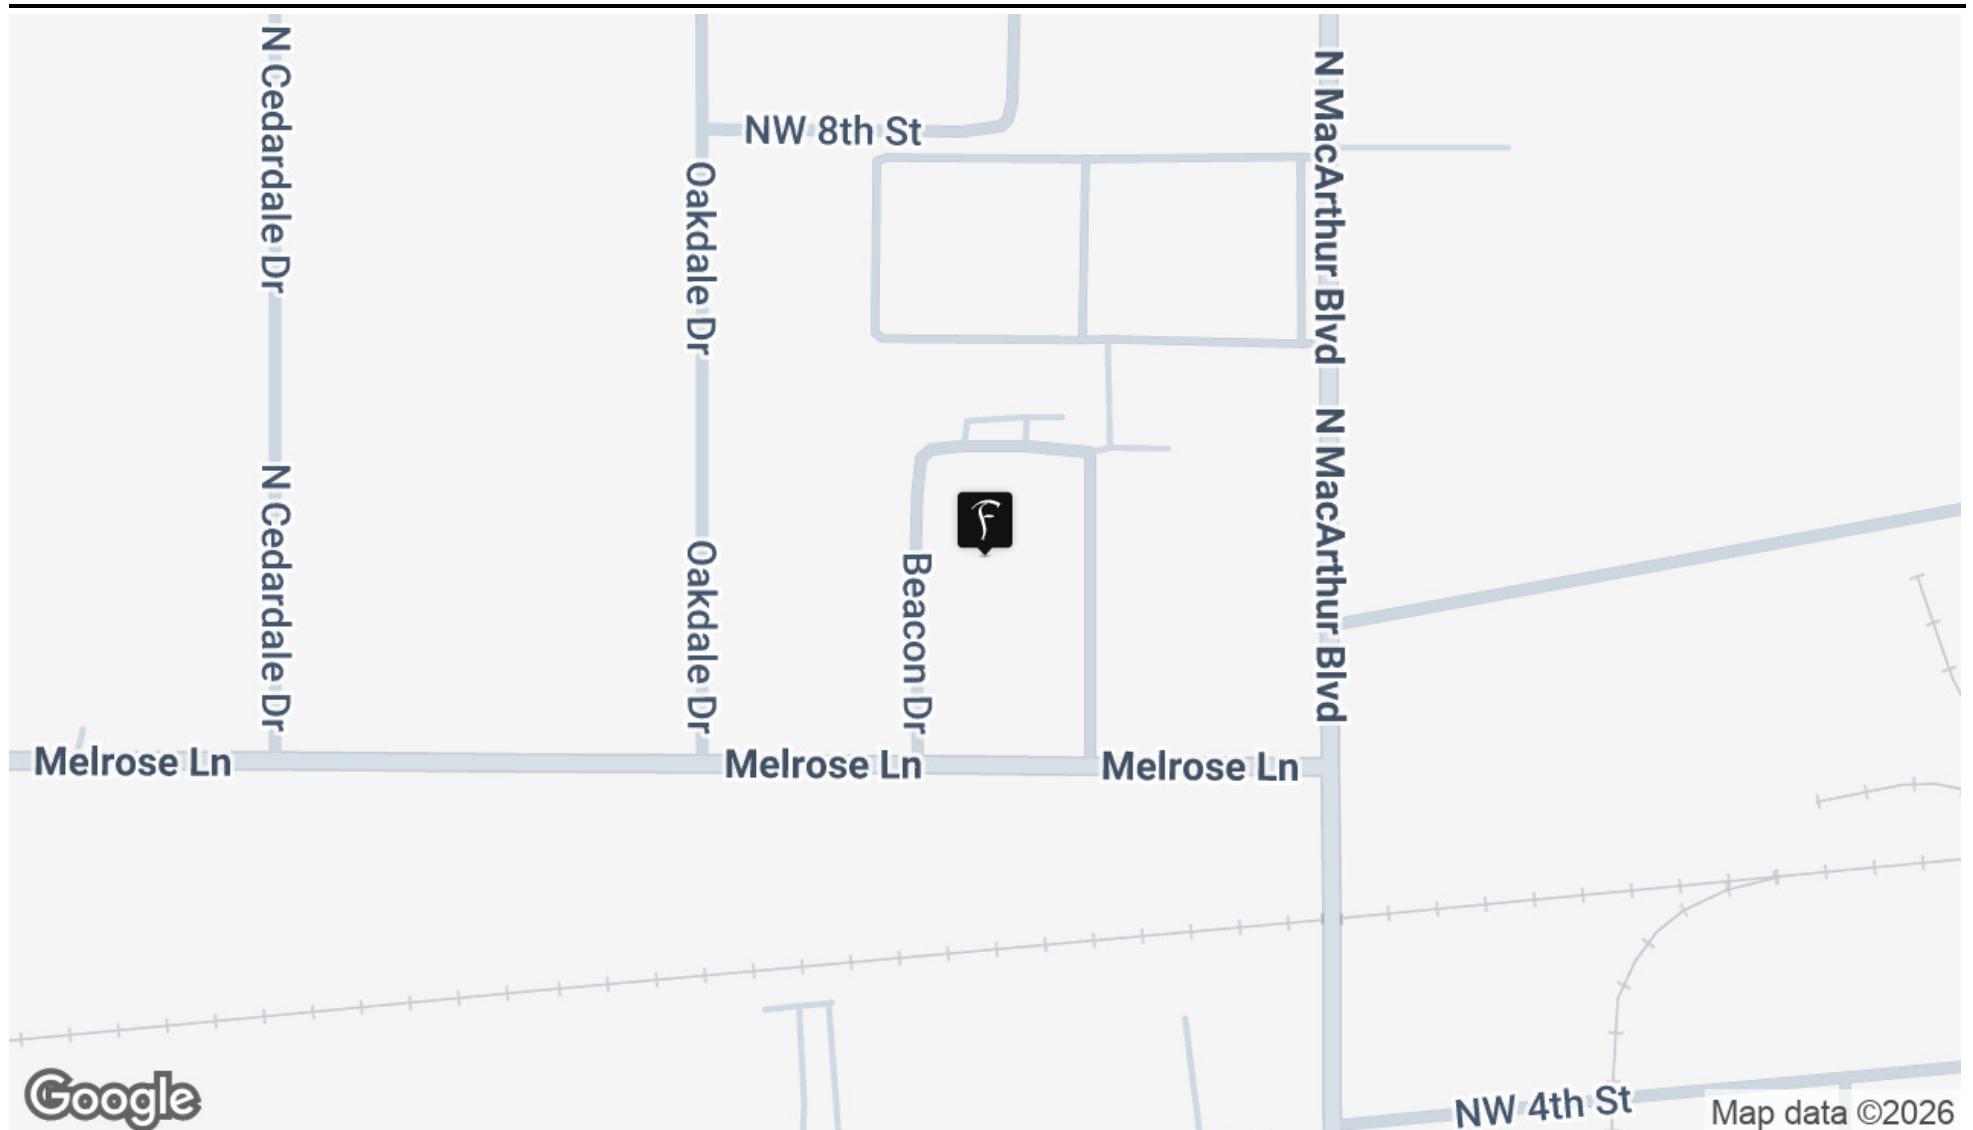 N Cedardale Dr
N MacArthur Blvd
NW 8th St
Oakdale Dr
N MacArthur Blvd
N Cedardale Dr
F
Oakdale Dr
Beacon Dr
Melrose Ln
Melrose Ln
Melrose Ln
Google
NW 4th St
Map data ©2026